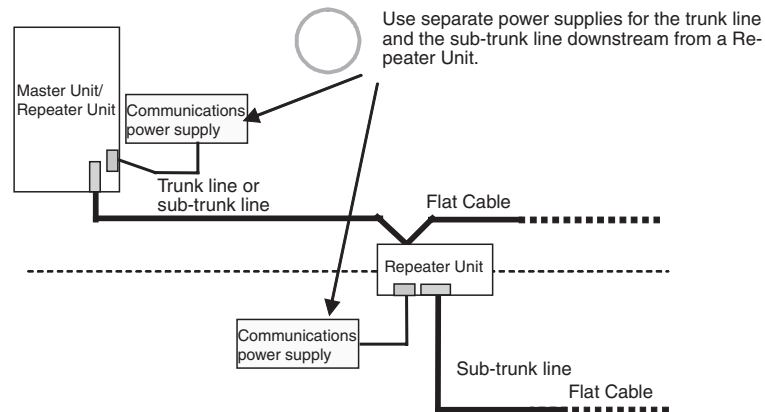 Use separate power supplies for the trunk line
and the sub-trunk line downstream from a Re-
peater Unit.
Master Unit/
Repeater Unit
Communications
power supply
Trunk line or
sub-trunk line
Flat Cable
Repeater Unit
Communications
power supply
Sub-trunk line
Flat Cable